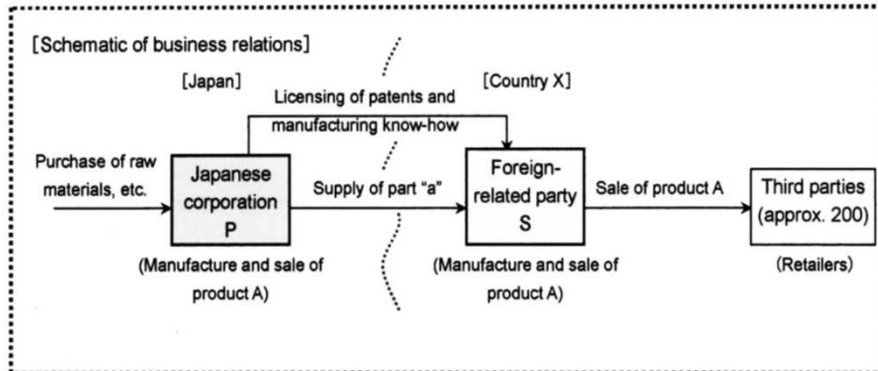 [Schematic of business relations]
[Japan]
[Country X]
Licensing of patents and
manufacturing know-how
Purchase of raw
materials, etc.
Japanese
corporation
P
Supply of part “a”
Foreign-
related party
S
Sale of product A
Third parties
(approx. 200)
(Manufacture and sale of
product A)
(Manufacture and sale of
product A)
(Retailers)